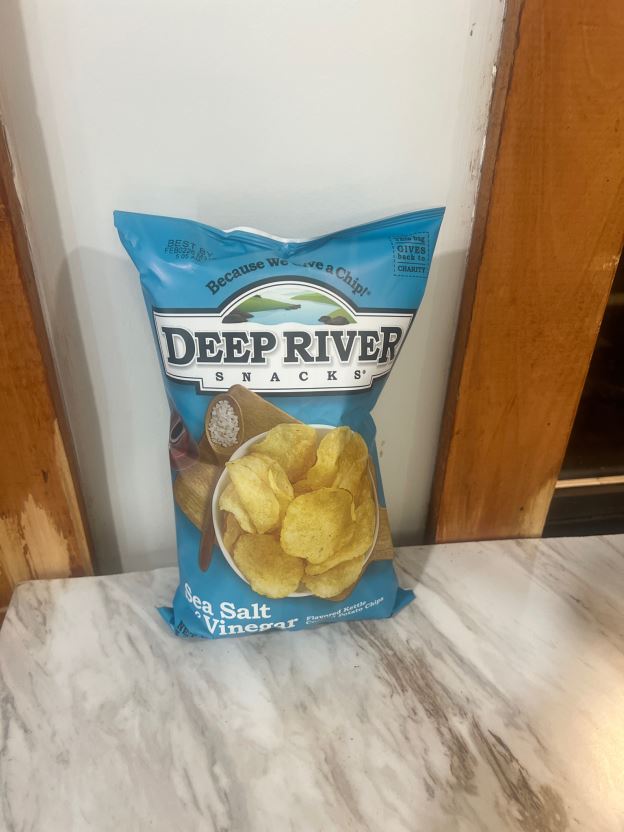 BEST BY
This bag
GIVES
back to
CHARITY
Because We Give a Chip!®
DEEP RIVER
SNACKS®
Sea Salt
& Vinegar
Flavored Kettle
Cooked Potato Chips